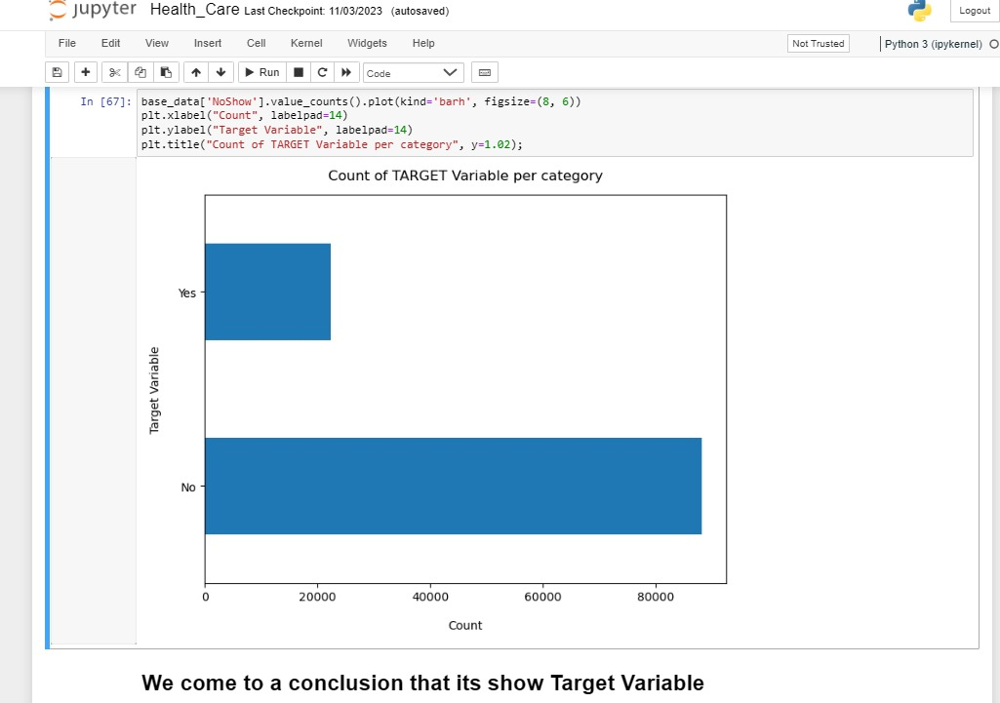 jupyter Health_Care Last Checkpoint: 11/03/2023 (autosaved)
Logout
File Edit View Insert Cell Kernel Widgets Help
Not Trusted
Python 3 (ipykernel)
Run
Code
In [67]: base_data['NoShow'].value_counts().plot(kind='barh', figsize=(8, 6))
plt.xlabel("Count", labelpad=14)
plt.ylabel("Target Variable", labelpad=14)
plt.title("Count of TARGET Variable per category", y=1.02);
Count of TARGET Variable per category
Yes
Target Variable
No
0 20000 40000 60000 80000
Count
We come to a conclusion that its show Target Variable